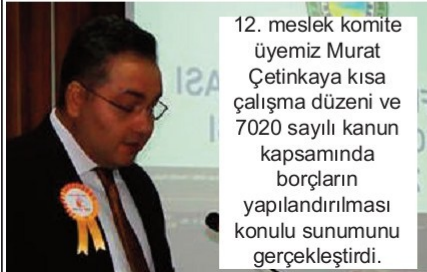 12. meslek komite
üyemiz Murat
Çetinkaya kısa
çalışma düzeni ve
7020 sayılı kanun
kapsamında
borçların
yapılandırılması
konulu sunumunu
gerçekleştirdi.